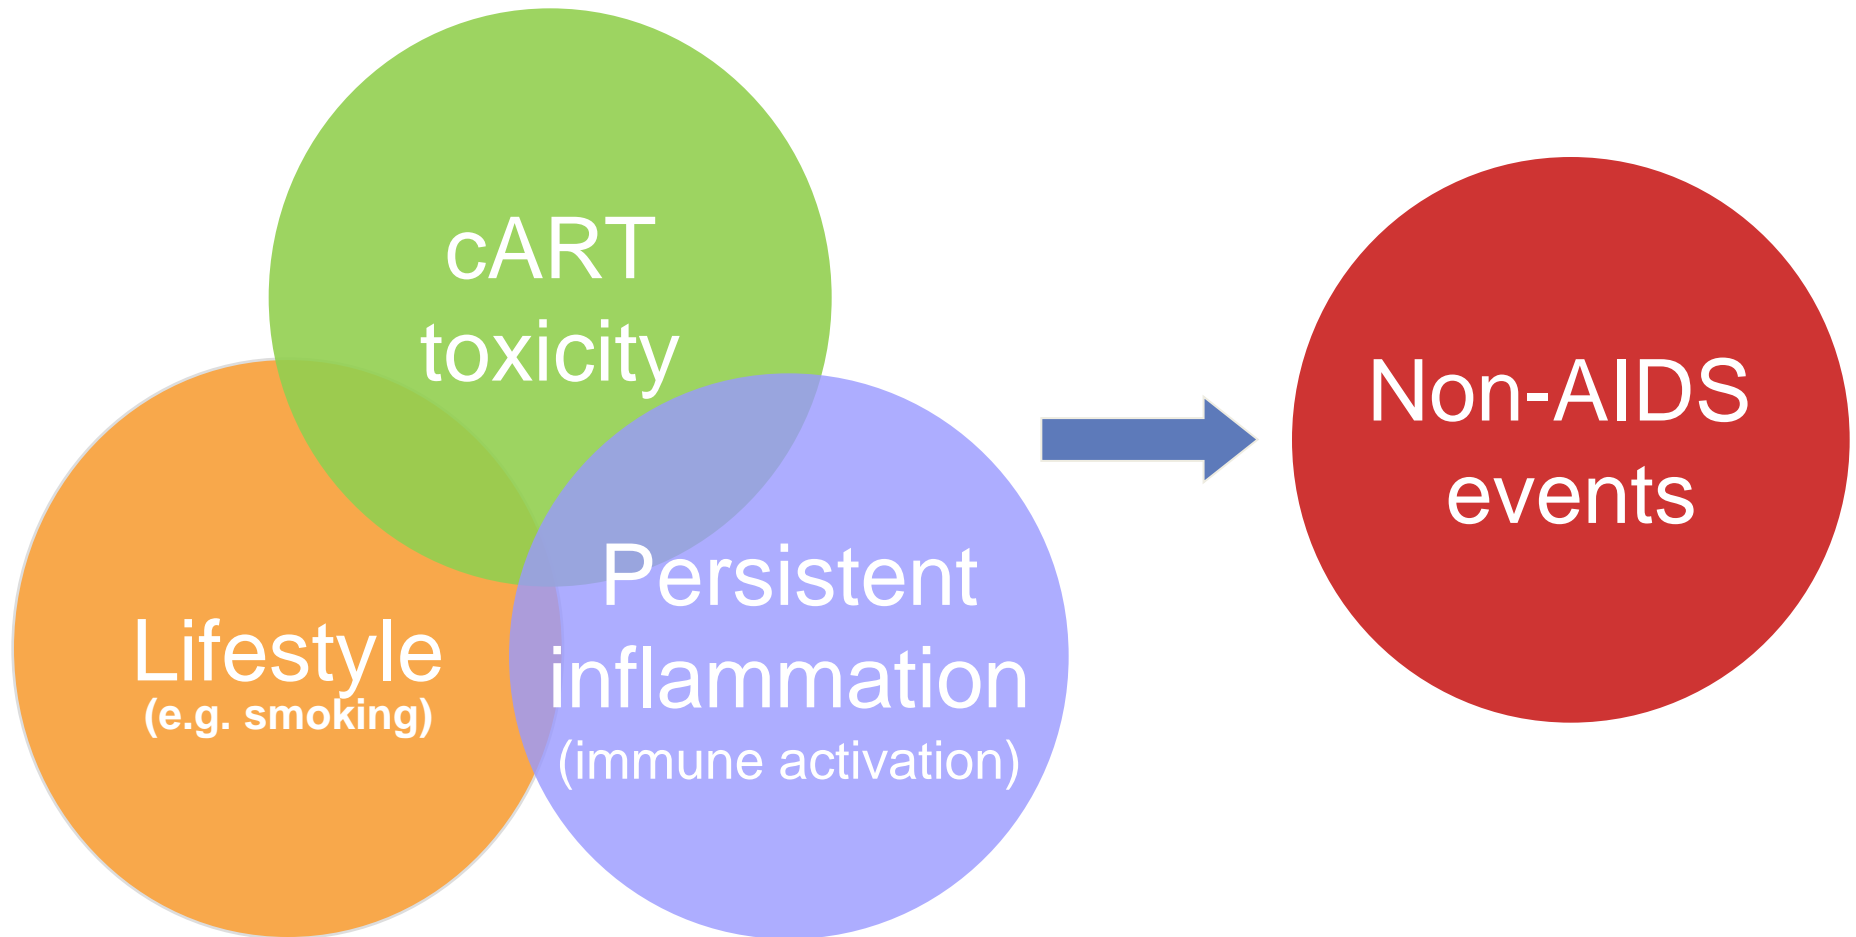 cART
toxicity
Lifestyle
(e.g. smoking)
Persistent
inflammation
(immune activation)
Non-AIDS
events